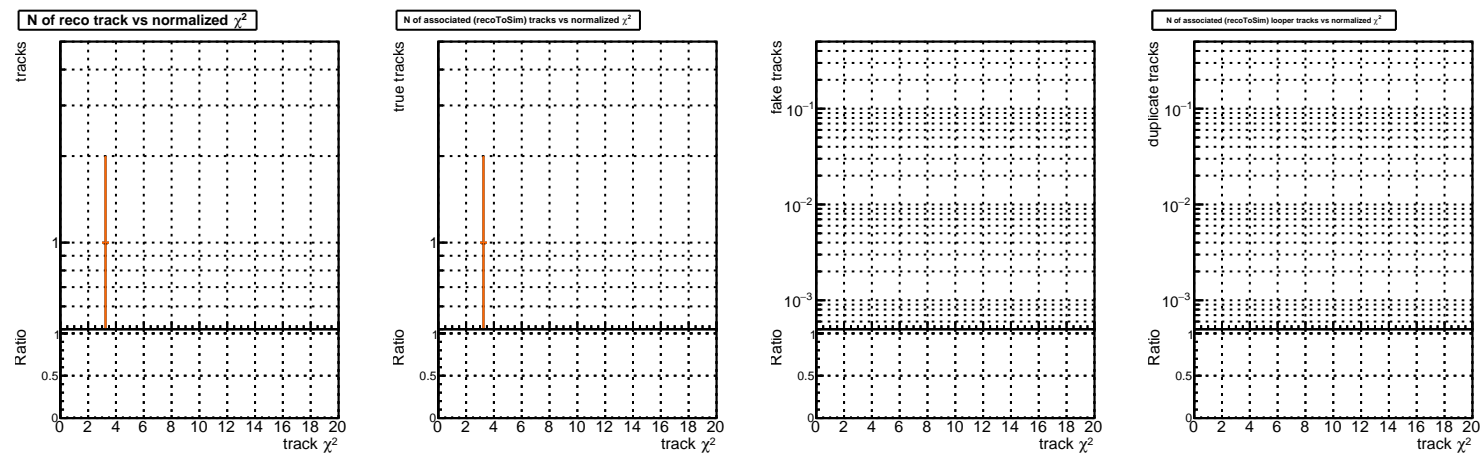 N of reco track vs normalized χ²
tracks
1
Ratio
1
0.5
0
0 2 4 6 8 10 12 14 16 18 20
track χ²
N of associated (recoToSim) tracks vs normalized χ²
true tracks
1
Ratio
1
0.5
0
0 2 4 6 8 10 12 14 16 18 20
track χ²
fake tracks
10⁻¹
10⁻²
10⁻³
Ratio
1
0.5
0
0 2 4 6 8 10 12 14 16 18 20
track χ²
N of associated (recoToSim) looper tracks vs normalized χ²
duplicate tracks
10⁻¹
10⁻²
10⁻³
Ratio
1
0.5
0
0 2 4 6 8 10 12 14 16 18 20
track χ²